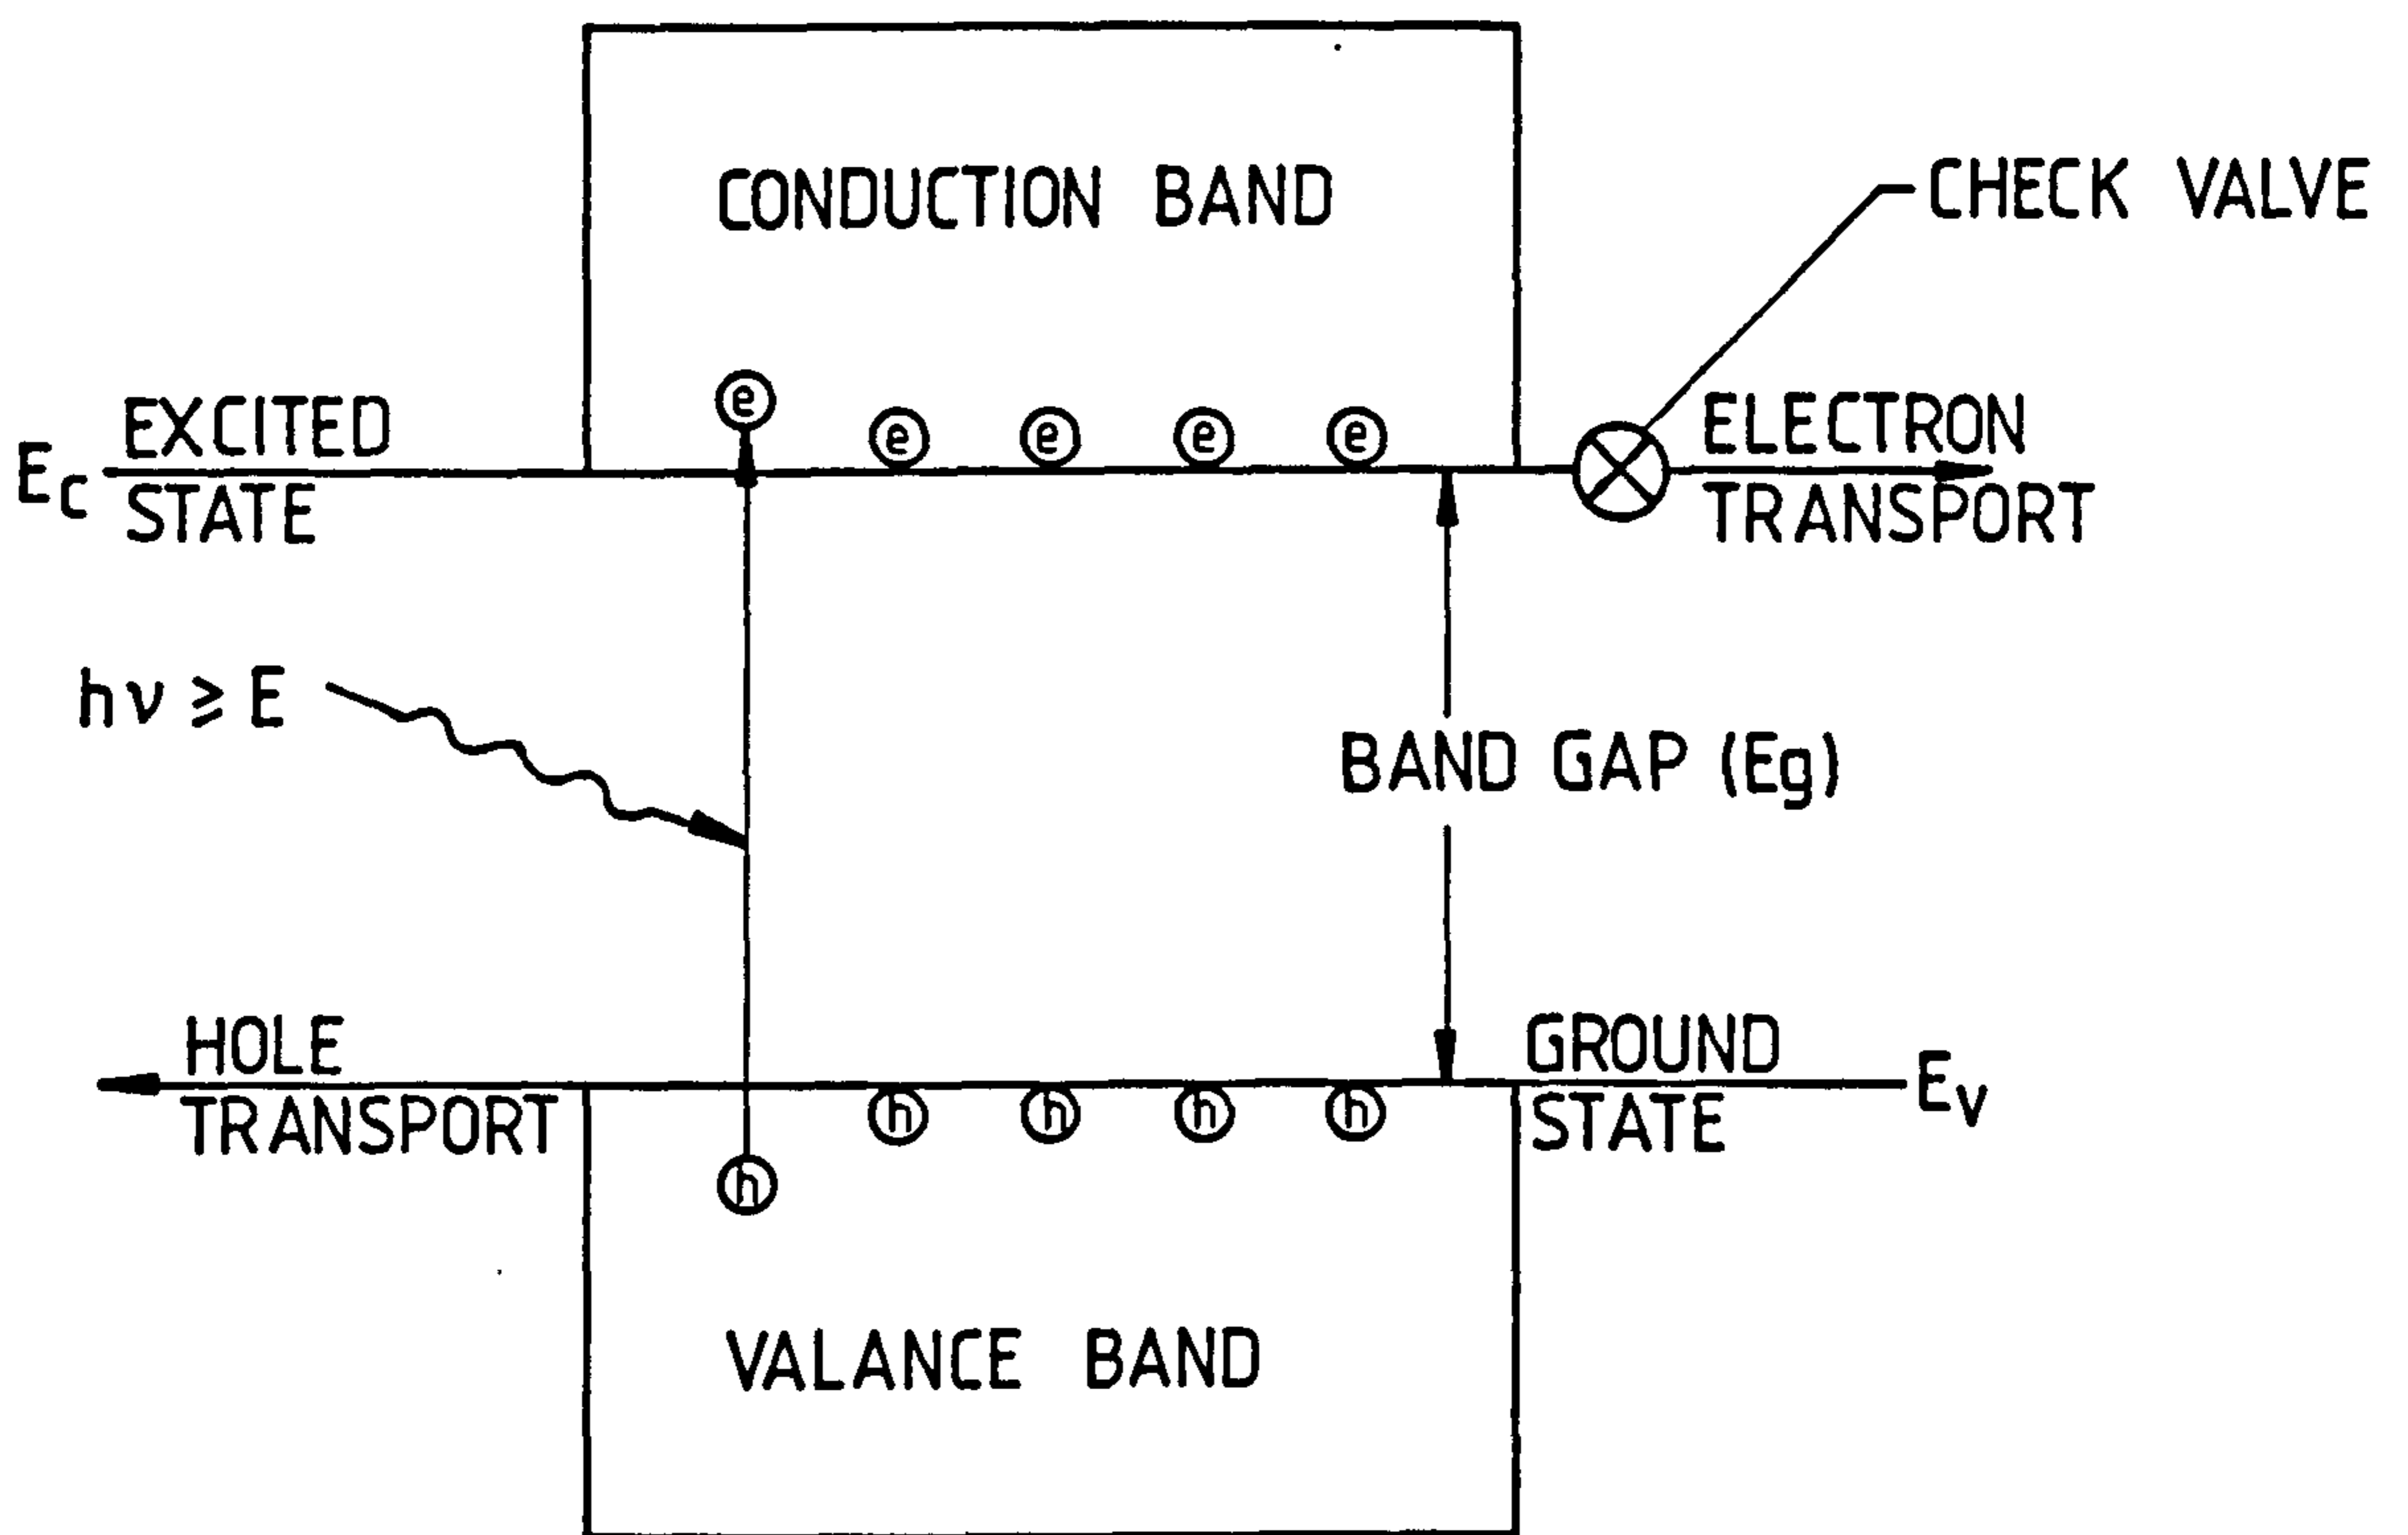 CONDUCTION BAND
CHECK VALVE
e
EXCITED
STATE
Ec
e e e e
ELECTRON
TRANSPORT
hν ≥ E
BAND GAP (Eg)
HOLE
TRANSPORT
GROUND
STATE
Ev
h h h h
h
VALANCE BAND